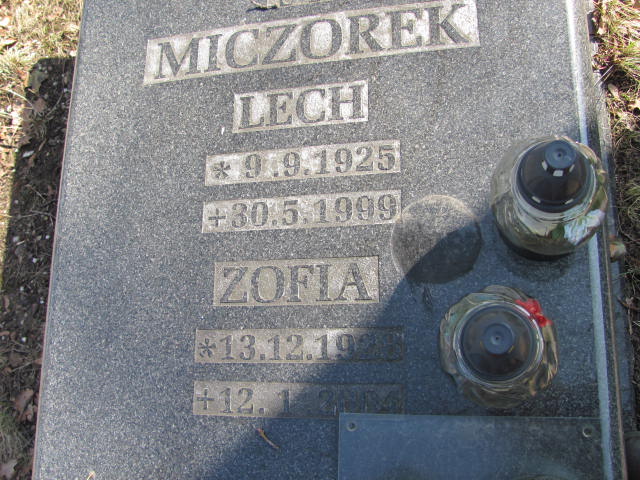 MICZOREK
LECH
* 9.9.1925
+30.5.1999
ZOFIA